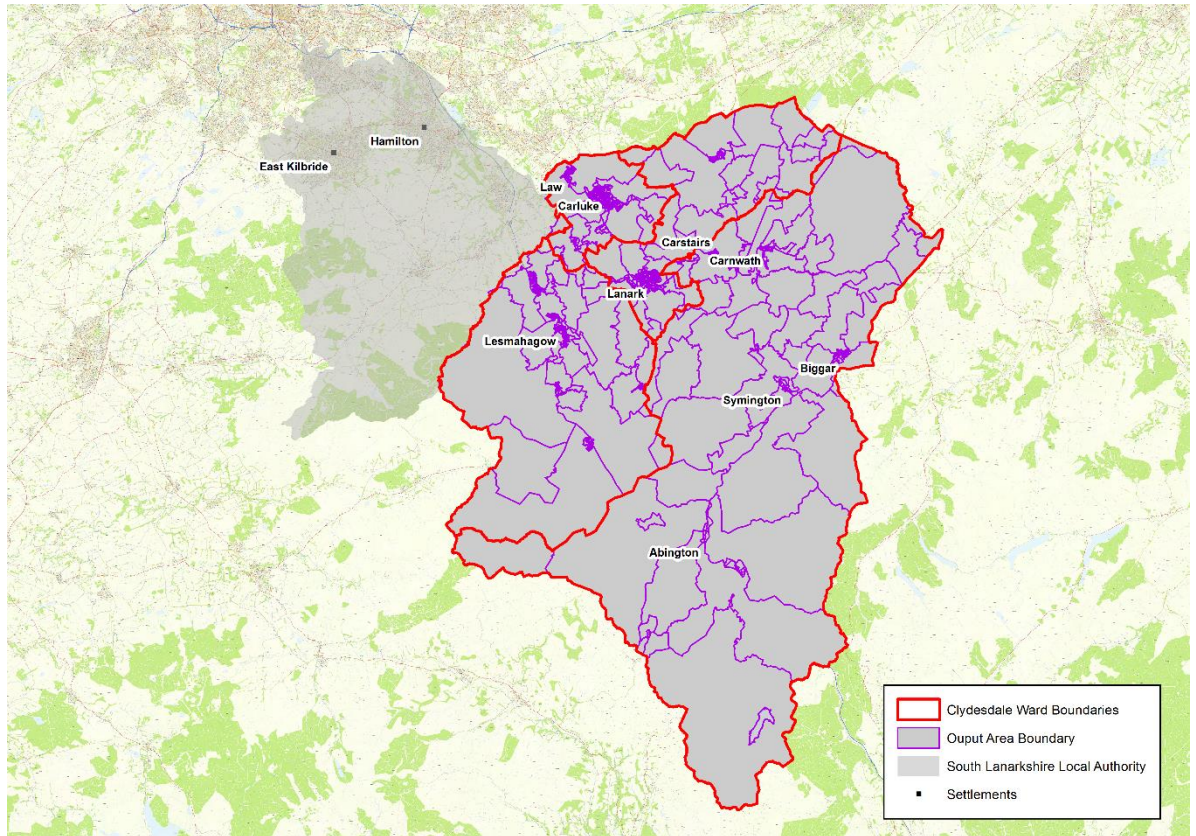 Hamilton
East Kilbride
Law
Carluke
Carstairs
Carnwath
Lanark
Lesmahagow
Biggar
Symington
Abington
Clydesdale Ward Boundaries
Ouput Area Boundary
South Lanarkshire Local Authority
Settlements